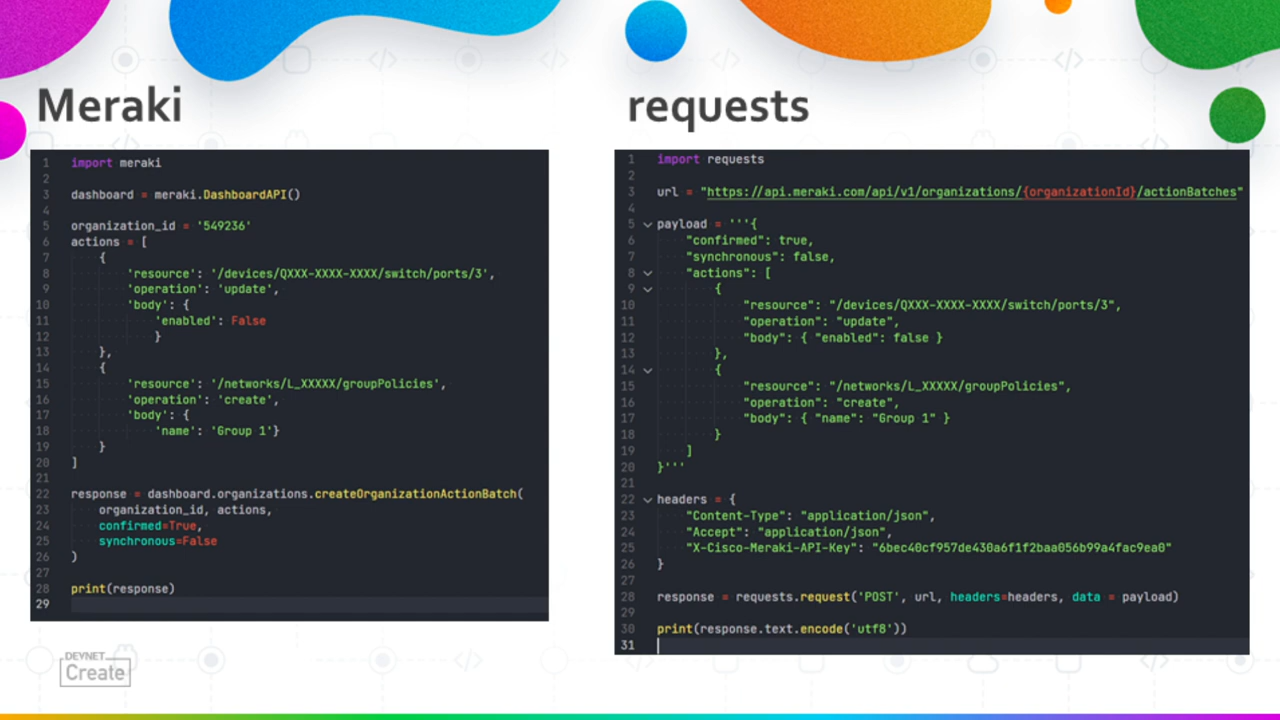 Meraki
1 import meraki
2
3 dashboard = meraki.DashboardAPI()
4
5 organization_id = '549236'
6 actions = [
7     {
8         'resource': '/devices/QXXX-XXXX-XXXX/switch/ports/3',
9         'operation': 'update',
10         'body': {
11             'enabled': False
12             }
13     },
14     {
15         'resource': '/networks/L_XXXXX/groupPolicies',
16         'operation': 'create',
17         'body': {
18             'name': 'Group 1'}
19     }
20 ]
21
22 response = dashboard.organizations.createOrganizationActionBatch(
23     organization_id, actions,
24     confirmed=True,
25     synchronous=False
26 )
27
28 print(response)
29
requests
1 import requests
2
3 url = "https://api.meraki.com/api/v1/organizations/{organizationId}/actionBatches"
4
5 payload = '''{
6     "confirmed": true,
7     "synchronous": false,
8     "actions": [
9         {
10             "resource": "/devices/QXXX-XXXX-XXXX/switch/ports/3",
11             "operation": "update",
12             "body": { "enabled": false }
13         },
14         {
15             "resource": "/networks/L_XXXXX/groupPolicies",
16             "operation": "create",
17             "body": { "name": "Group 1" }
18         }
19     ]
20 }'''
21
22 headers = {
23     "Content-Type": "application/json",
24     "Accept": "application/json",
25     "X-Cisco-Meraki-API-Key": "6bec40cf957de430a6f1f2baa056b99a4fac9ea0"
26 }
27
28 response = requests.request('POST', url, headers=headers, data = payload)
29
30 print(response.text.encode('utf8'))
31
DEVNET
Create